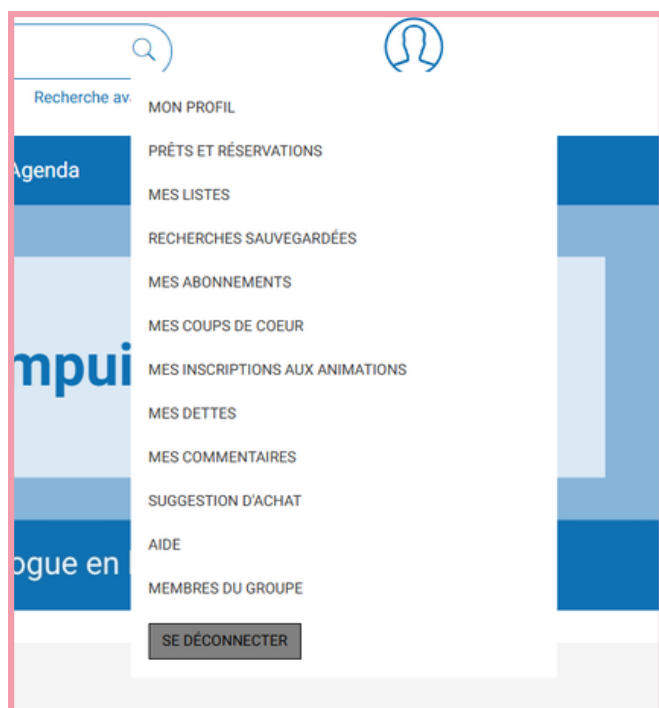 Recherche av
MON PROFIL
PRÊTS ET RÉSERVATIONS
Agenda
MES LISTES
RECHERCHES SAUVEGARDÉES
MES ABONNEMENTS
MES COUPS DE COEUR
mpui
MES INSCRIPTIONS AUX ANIMATIONS
MES DETTES
MES COMMENTAIRES
SUGGESTION D'ACHAT
AIDE
ogue en
MEMBRES DU GROUPE
SE DÉCONNECTER